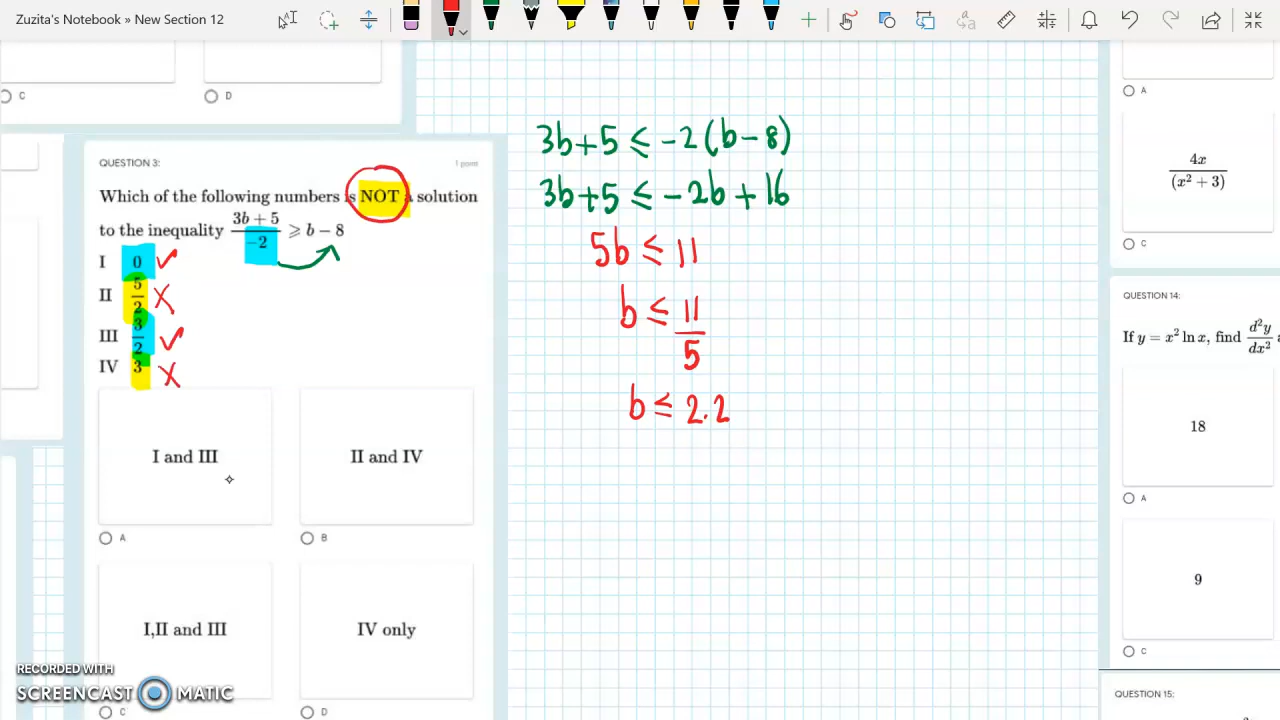 Zuzita's Notebook » New Section 12
C
D
QUESTION 3:
1 point
Which of the following numbers is NOT a solution
to the inequality (3b + 5)/(−2) ⩾ b − 8
I 0 ✓
II 5/2 X
III 3/2 ✓
IV 3 X
I and III
II and IV
A
B
I,II and III
IV only
C
D
3b+5 ≤ -2(b-8)
3b+5 ≤ -2b+16
5b ≤ 11
b ≤ 11/5
b ≤ 2.2
A
4x/(x² + 3)
C
QUESTION 14:
If y = x² ln x, find d²y/dx²
18
A
9
C
QUESTION 15:
RECORDED WITH
SCREENCAST MATIC